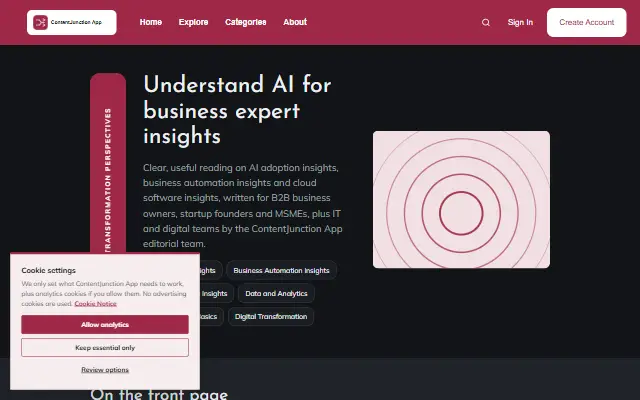 ContentJunction App
Home
Explore
Categories
About
Sign In
Create Account
TRANSFORMATION PERSPECTIVES
Understand AI for
business expert
insights
Clear, useful reading on AI adoption insights,
business automation insights and cloud
software insights, written for B2B business
owners, startup founders and MSMEs, plus IT
and digital teams by the ContentJunction App
editorial team.
Business Automation Insights
Insights
Data and Analytics
Digital Transformation
Cookie settings
We only set what ContentJunction App needs to work,
plus analytics cookies if you allow them. No advertising
cookies are used. Cookie Notice
Allow analytics
Keep essential only
Review options
On the front page